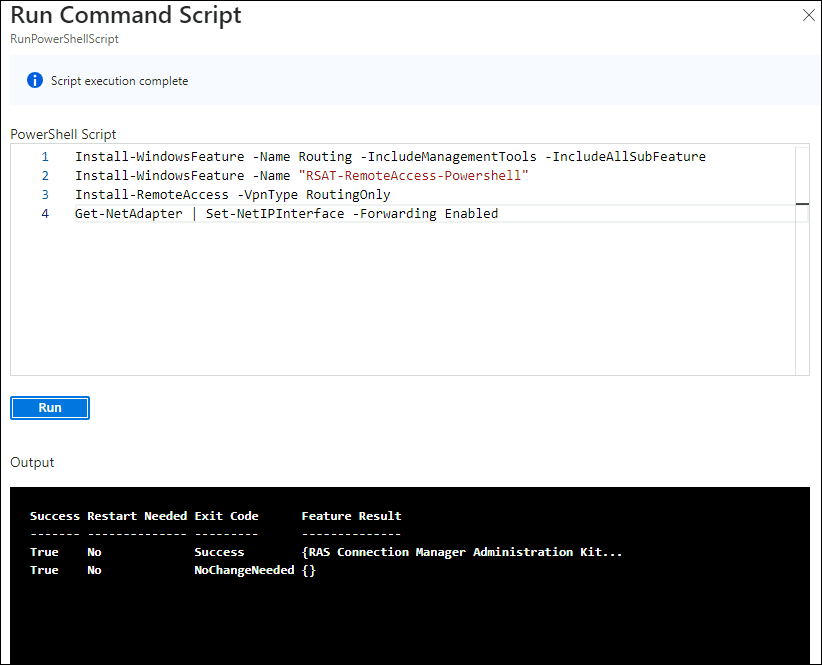 Run Command Script
RunPowerShellScript
Script execution complete
PowerShell Script
1 Install-WindowsFeature -Name Routing -IncludeManagementTools -IncludeAllSubFeature
2 Install-WindowsFeature -Name "RSAT-RemoteAccess-Powershell"
3 Install-RemoteAccess -VpnType RoutingOnly
4 Get-NetAdapter | Set-NetIPInterface -Forwarding Enabled
Run
Output
Success Restart Needed Exit Code Feature Result
------- -------------- --------- --------------
True No Success {RAS Connection Manager Administration Kit...
True No NoChangeNeeded {}